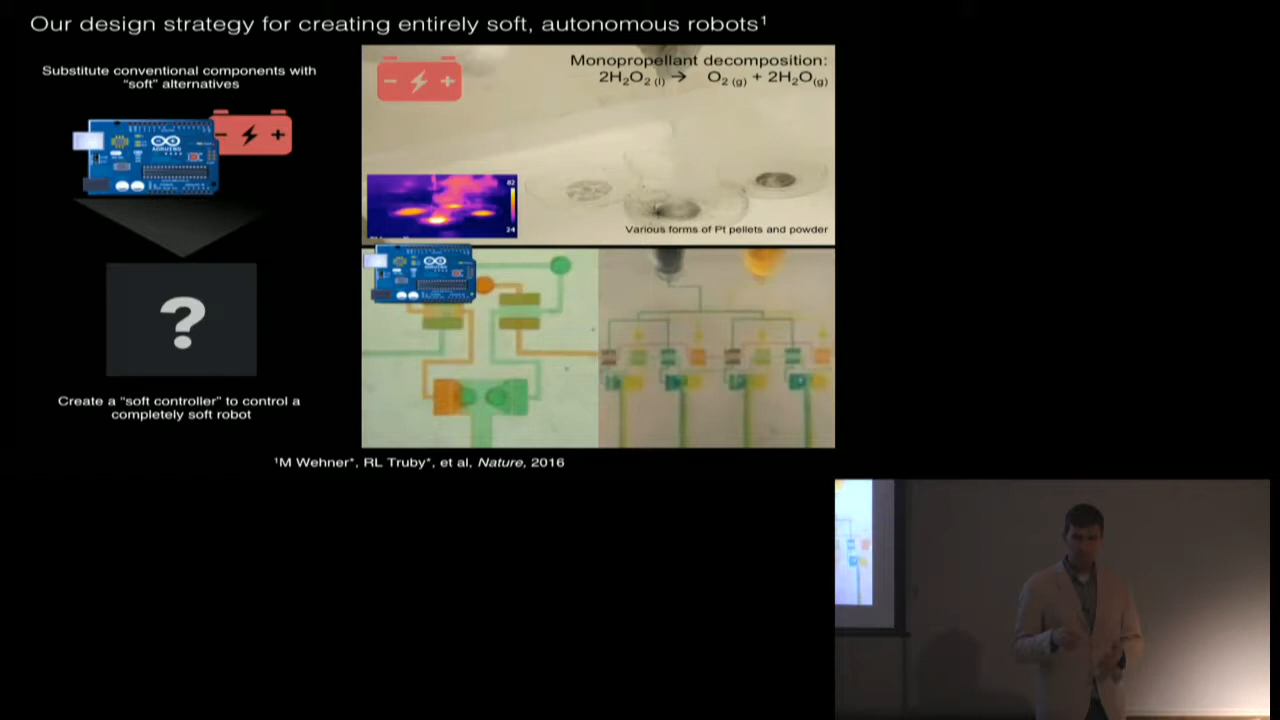 Our design strategy for creating entirely soft, autonomous robots¹
Substitute conventional components with
“soft” alternatives
Monopropellant decomposition:
2H₂O₂ (l) → O₂ (g) + 2H₂O(g)
82
24
Various forms of Pt pellets and powder
?
Create a “soft controller” to control a
completely soft robot
¹M Wehner*, RL Truby*, et al, Nature, 2016